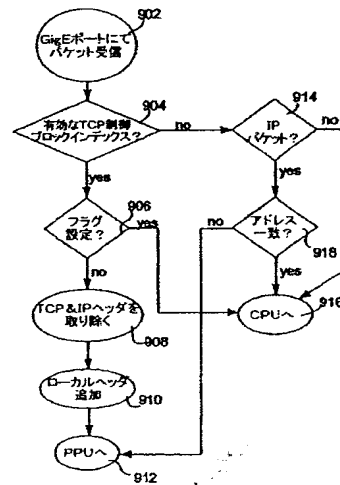 902
GigEポートにて
パケット受信
904
有効なTCP制御
ブロックインデックス?
no
914
IP
パケット?
no
yes
yes
906
フラグ
設定?
yes
no
アドレス
一致?
918
no
yes
TCP&IPヘッダを
取り除く
908
CPUへ
916
ローカルヘッダ
追加
910
PPUへ
912